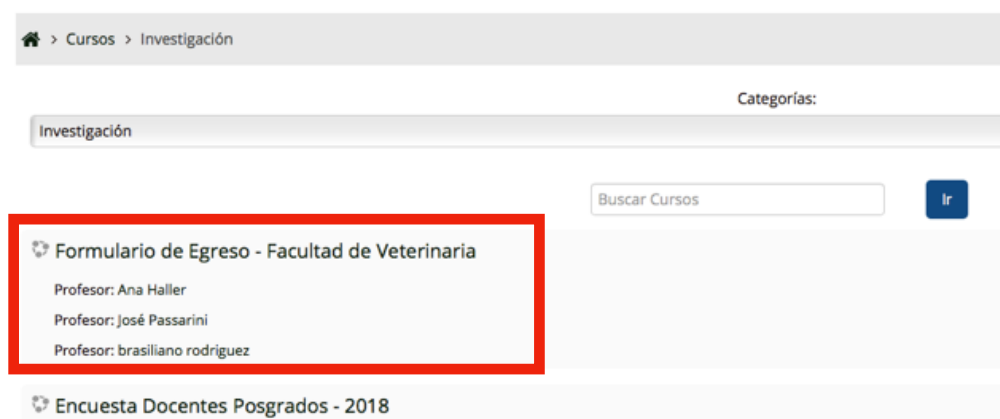 > Cursos > Investigación
Categorías:
Investigación
Buscar Cursos
Ir
Formulario de Egreso - Facultad de Veterinaria
Profesor: Ana Haller
Profesor: José Passarini
Profesor: brasiliano rodriguez
Encuesta Docentes Posgrados - 2018